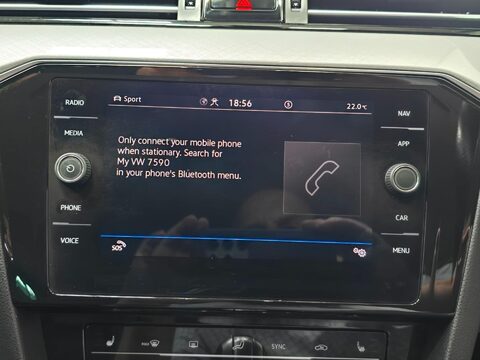 RADIO
Sport
18:56
22.0°C
NAV
MEDIA
APP
Only connect your mobile phone
when stationary. Search for
My VW 7590
in your phone's Bluetooth menu.
PHONE
CAR
VOICE
SOS
MENU
MAX
SYNC